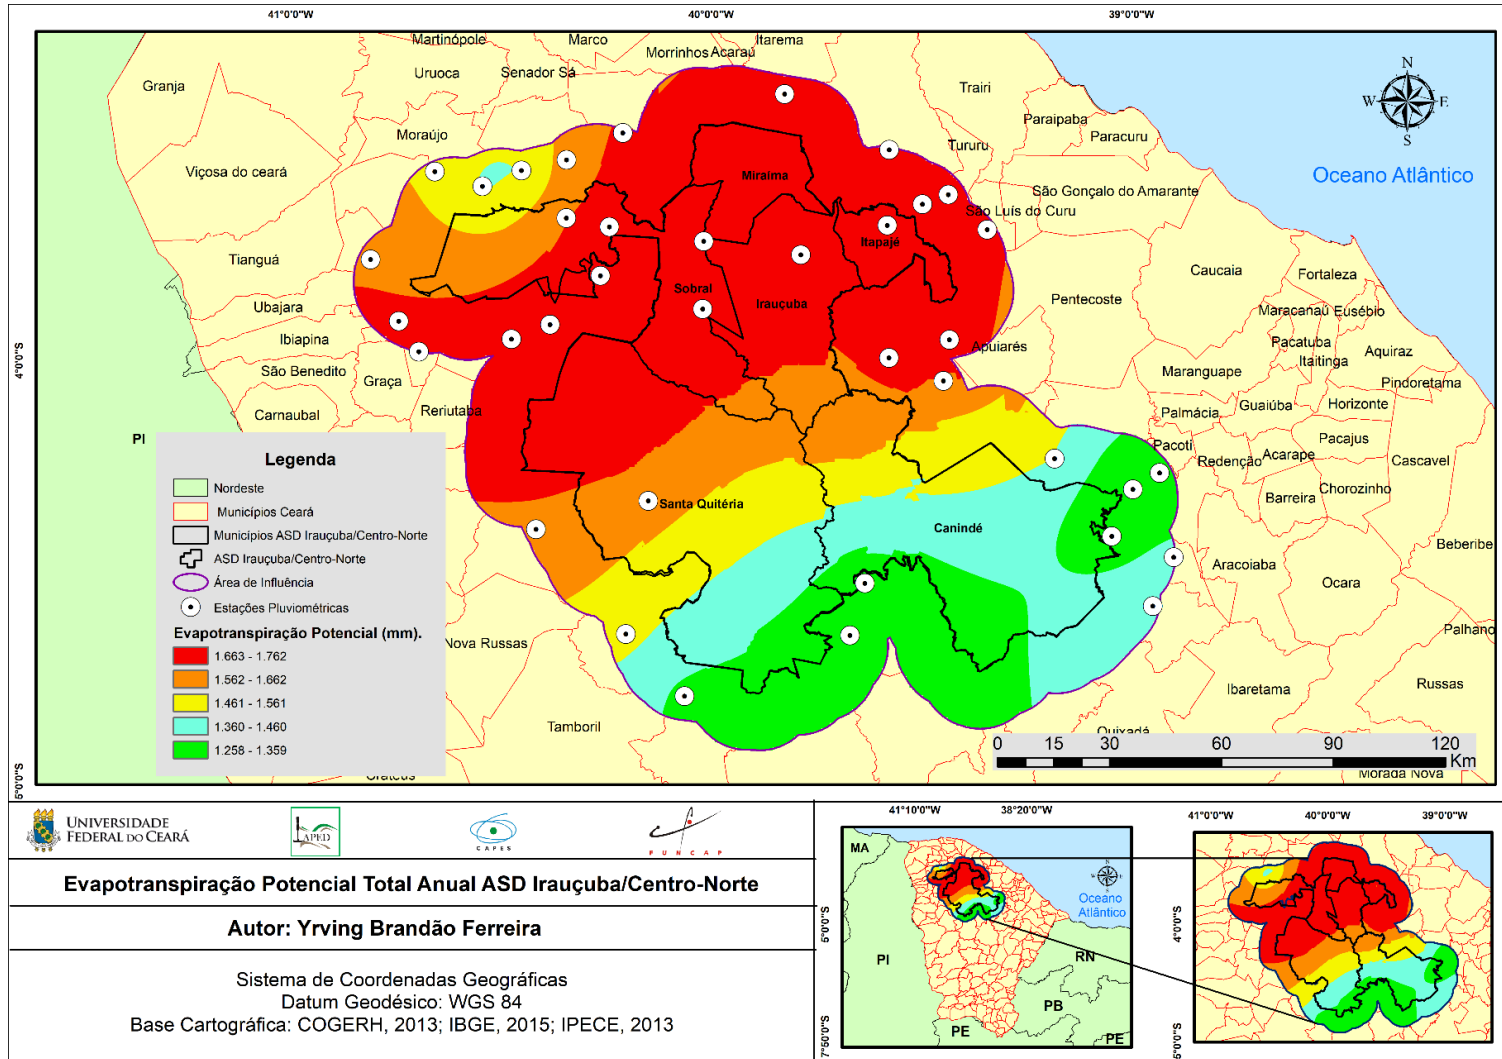 41°0'0"W
40°0'0"W
39°0'0"W
4°0'0"S
5°0'0"S
Martinópole
Marco
Itarema
Morrinhos
Acaraú
Granja
Uruoca
Senador Sá
Trairi
Paraipaba
Paracuru
Moraújo
Tururu
Viçosa do ceará
Miraíma
São Gonçalo do Amarante
São Luís do Curu
Oceano Atlântico
N
W
E
S
Itapajé
Tianguá
Caucaia
Fortaleza
Sobral
Irauçuba
Pentecoste
Ubajara
Maracanaú
Eusébio
Ibiapina
Apuiarés
Pacatuba
Itaitinga
Aquiraz
São Benedito
Graça
Maranguape
Pindoretama
Carnaubal
Reriutaba
Palmácia
Guaiúba
Horizonte
PI
Pacoti
Redenção
Acarape
Pacajus
Cascavel
Barreira
Chorozinho
Santa Quitéria
Canindé
Beberibe
Aracoiaba
Ocara
Nova Russas
Palhano
Ibaretama
Russas
Tamboril
Quixadá
Crateús
Morada Nova
Legenda
Nordeste
Municípios Ceará
Municípios ASD Irauçuba/Centro-Norte
ASD Irauçuba/Centro-Norte
Área de Influência
Estações Pluviométricas
Evapotranspiração Potencial (mm).
1.663 - 1.762
1.562 - 1.662
1.461 - 1.561
1.360 - 1.460
1.258 - 1.359
0 15 30 60 90 120
Km
UNIVERSIDADE
FEDERAL DO CEARÁ
LAPED
CAPES
FUNCAP
Evapotranspiração Potencial Total Anual ASD Irauçuba/Centro-Norte
Autor: Yrving Brandão Ferreira
Sistema de Coordenadas Geográficas
Datum Geodésico: WGS 84
Base Cartográfica: COGERH, 2013; IBGE, 2015; IPECE, 2013
41°10'0"W
38°20'0"W
5°0'0"S
7°50'0"S
MA
N
W
E
S
Oceano
Atlântico
PI
RN
PB
PE
PE
41°0'0"W
40°0'0"W
39°0'0"W
4°0'0"S
5°0'0"S